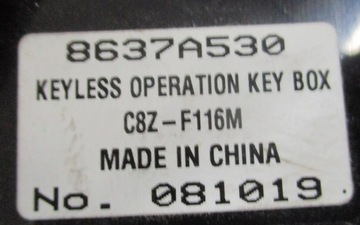 8637A530
KEYLESS OPERATION KEY BOX
C8Z-F116M
MADE IN CHINA
No. 081019